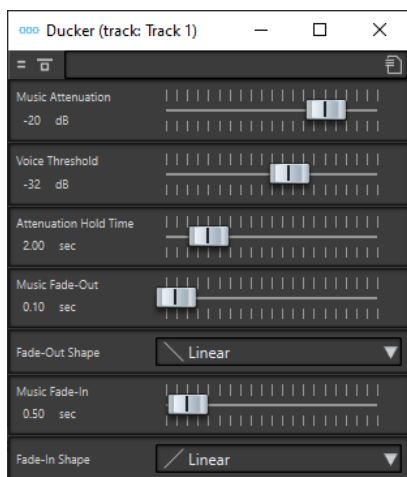 Ducker (track: Track 1)
Music Attenuation
-20 dB
Voice Threshold
-32 dB
Attenuation Hold Time
2.00 sec
Music Fade-Out
0.10 sec
Fade-Out Shape
Linear
Music Fade-In
0.50 sec
Fade-In Shape
Linear